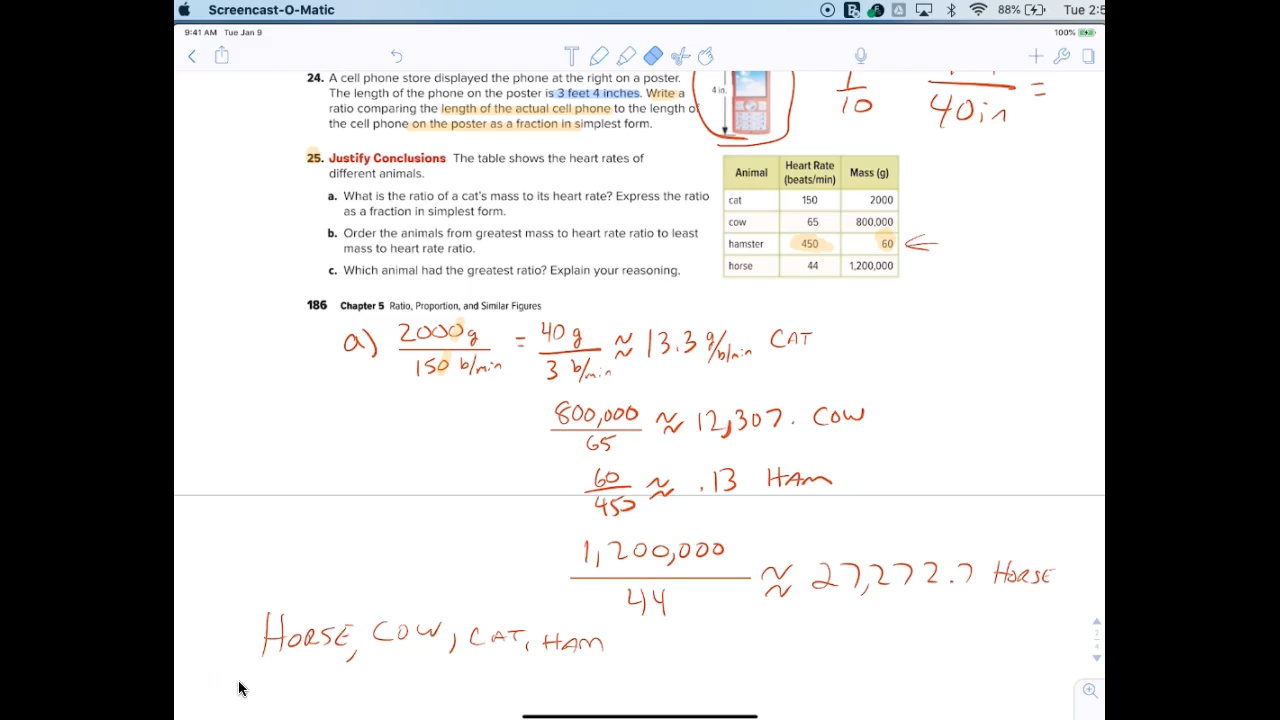 Screencast-O-Matic 88% Tue 2:5
9:41 AM Tue Jan 9 100%
24. A cell phone store displayed the phone at the right on a poster.
The length of the phone on the poster is 3 feet 4 inches. Write a
ratio comparing the length of the actual cell phone to the length of
the cell phone on the poster as a fraction in simplest form.
4 in.
1/10
40in =
25. Justify Conclusions The table shows the heart rates of
different animals.
a. What is the ratio of a cat's mass to its heart rate? Express the ratio
as a fraction in simplest form.
b. Order the animals from greatest mass to heart rate ratio to least
mass to heart rate ratio.
c. Which animal had the greatest ratio? Explain your reasoning.
Animal Heart Rate (beats/min) Mass (g)
cat 150 2000
cow 65 800,000
hamster 450 60
horse 44 1,200,000
186 Chapter 5 Ratio, Proportion, and Similar Figures
a) 2000g / 150 b/min = 40 g / 3 b/min ≈ 13.3 g/b/min CAT
800,000 / 65 ≈ 12,307. COW
60 / 450 ≈ .13 HAM
1,200,000 / 44 ≈ 27,272.7 HORSE
HORSE, COW, CAT, HAM